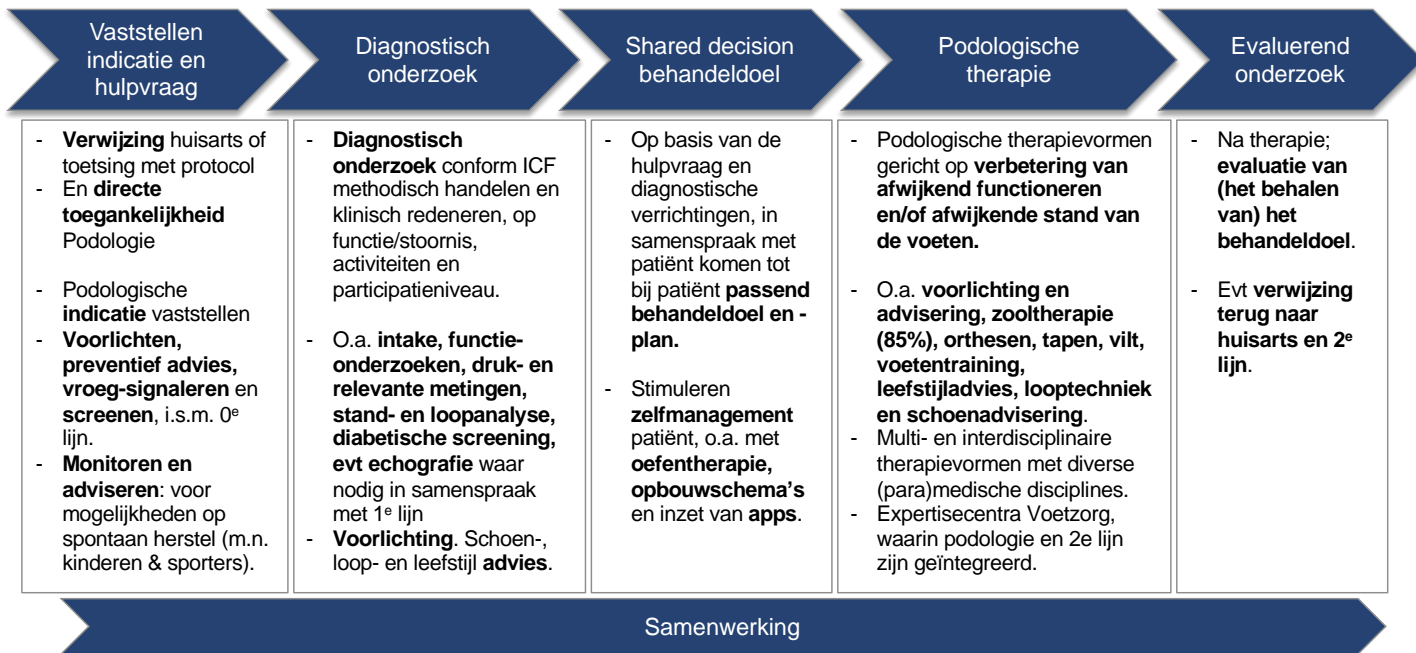 Vaststellen
indicatie en
hulpvraag
Diagnostisch
onderzoek
Shared decision
behandeldoel
Podologische
therapie
Evaluerend
onderzoek
- Verwijzing huisarts of
toetsing met protocol
- En directe
toegankelijkheid
Podologie
- Podologische
indicatie vaststellen
- Voorlichten,
preventief advies,
vroeg-signaleren en
screenen, i.s.m. 0e
lijn.
- Monitoren en
adviseren: voor
mogelijkheden op
spontaan herstel (m.n.
kinderen & sporters).
- Diagnostisch
onderzoek conform ICF
methodisch handelen en
klinisch redeneren, op
functie/stoornis,
activiteiten en
participatieniveau.
- O.a. intake, functie-
onderzoeken, druk- en
relevante metingen,
stand- en loopanalyse,
diabetische screening,
evt echografie waar
nodig in samenspraak
met 1e lijn
- Voorlichting. Schoen-,
loop- en leefstijl advies.
- Op basis van de
hulpvraag en
diagnostische
verrichtingen, in
samenspraak met
patiënt komen tot
bij patiënt passend
behandeldoel en -
plan.
- Stimuleren
zelfmanagement
patiënt, o.a. met
oefentherapie,
opbouwschema's
en inzet van apps.
- Podologische therapievormen
gericht op verbetering van
afwijkend functioneren
en/of afwijkende stand van
de voeten.
- O.a. voorlichting en
advisering, zooltherapie
(85%), orthesen, tapen, vilt,
voetentraining,
leefstijladvies, looptechniek
en schoenadvisering.
- Multi- en interdisciplinaire
therapievormen met diverse
(para)medische disciplines.
- Expertisecentra Voetzorg,
waarin podologie en 2e lijn
zijn geïntegreerd.
- Na therapie;
evaluatie van
(het behalen
van) het
behandeldoel.
- Evt verwijzing
terug naar
huisarts en 2e
lijn.
Samenwerking